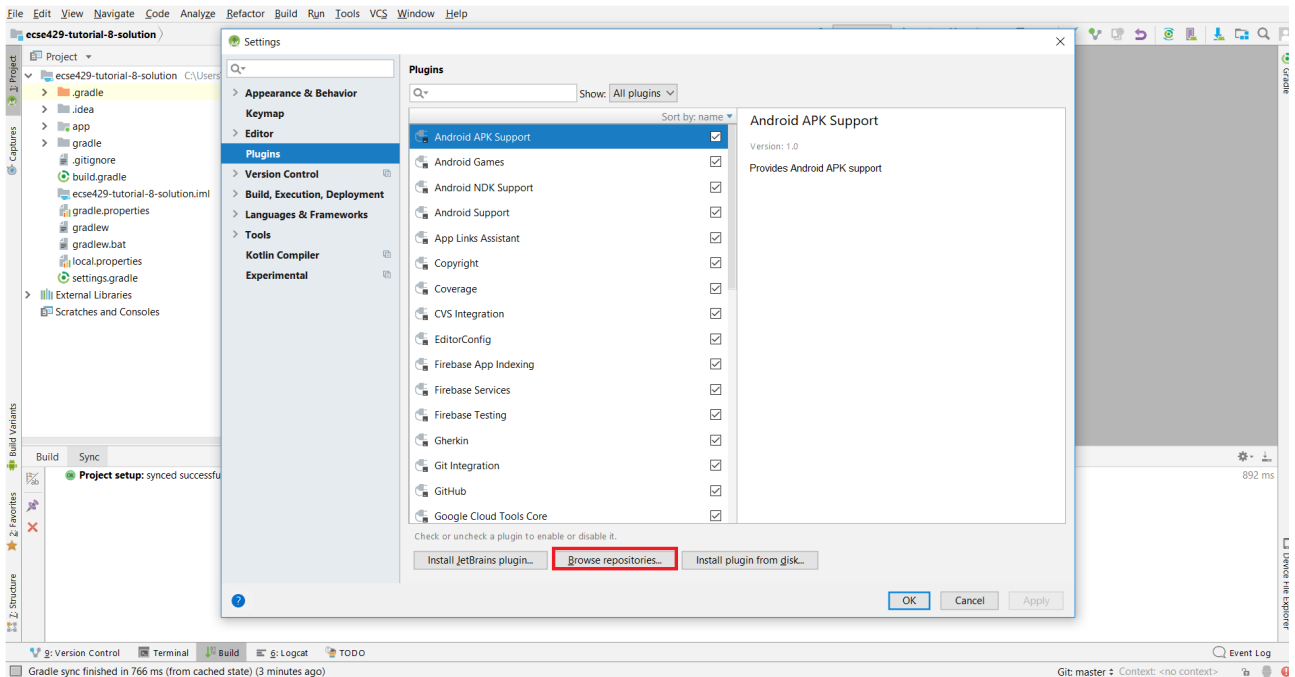 File Edit View Navigate Code Analyze Refactor Build Run Tools VCS Window Help
ecse429-tutorial-8-solution
Project
ecse429-tutorial-8-solution C:\Users
.gradle
.idea
app
gradle
.gitignore
build.gradle
ecse429-tutorial-8-solution.iml
gradle.properties
gradlew
gradlew.bat
local.properties
settings.gradle
External Libraries
Scratches and Consoles
1: Project
Captures
Build Variants
2: Favorites
7: Structure
Settings
Appearance & Behavior
Keymap
Editor
Plugins
Version Control
Build, Execution, Deployment
Languages & Frameworks
Tools
Kotlin Compiler
Experimental
Plugins
Show: All plugins
Sort by: name
Android APK Support
Android Games
Android NDK Support
Android Support
App Links Assistant
Copyright
Coverage
CVS Integration
EditorConfig
Firebase App Indexing
Firebase Services
Firebase Testing
Gherkin
Git Integration
GitHub
Google Cloud Tools Core
Android APK Support
Version: 1.0
Provides Android APK support
Check or uncheck a plugin to enable or disable it.
Install JetBrains plugin... Browse repositories... Install plugin from disk...
? OK Cancel Apply
Gradle
Device File Explorer
Build Sync
Project setup: synced successfu
892 ms
9: Version Control Terminal Build 6: Logcat TODO Event Log
Gradle sync finished in 766 ms (from cached state) (3 minutes ago) Git: master Context: <no context>